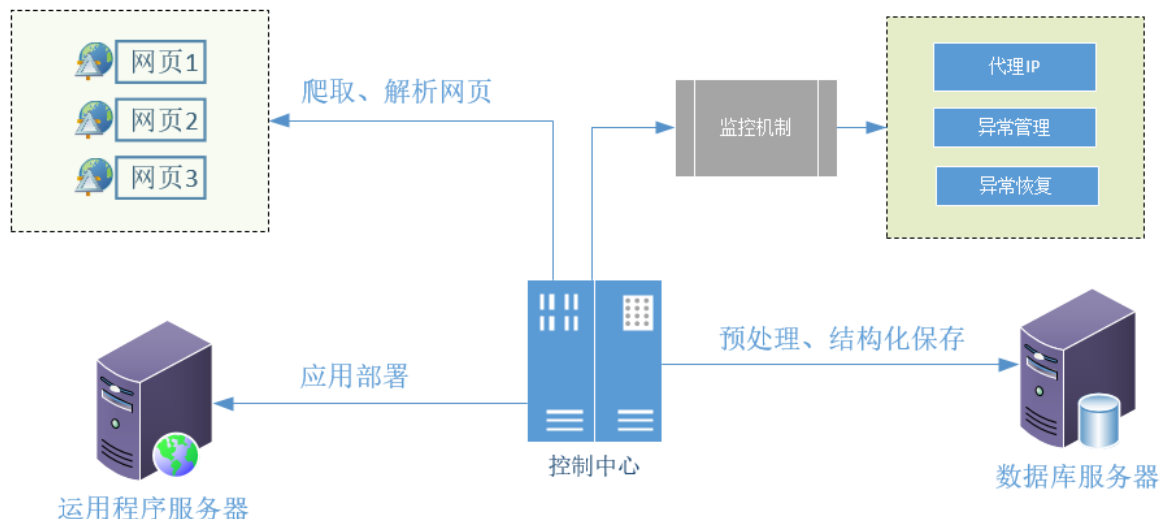 网页1
网页2
网页3
爬取、解析网页
监控机制
代理IP
异常管理
异常恢复
应用部署
预处理、结构化保存
控制中心
运用程序服务器
数据库服务器